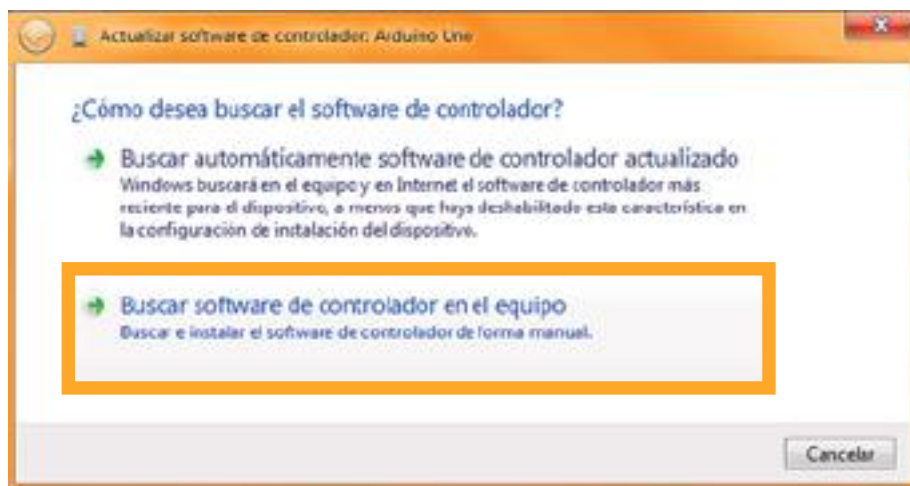 Actualizar software de controlador: Arduino Uno
¿Cómo desea buscar el software de controlador?
Buscar automáticamente software de controlador actualizado
Windows buscará en el equipo y en Internet el software de controlador más
reciente para el dispositivo, a menos que haya deshabilitado esta característica en
la configuración de instalación del dispositivo.
Buscar software de controlador en el equipo
Buscar e instalar el software de controlador de forma manual.
Cancelar